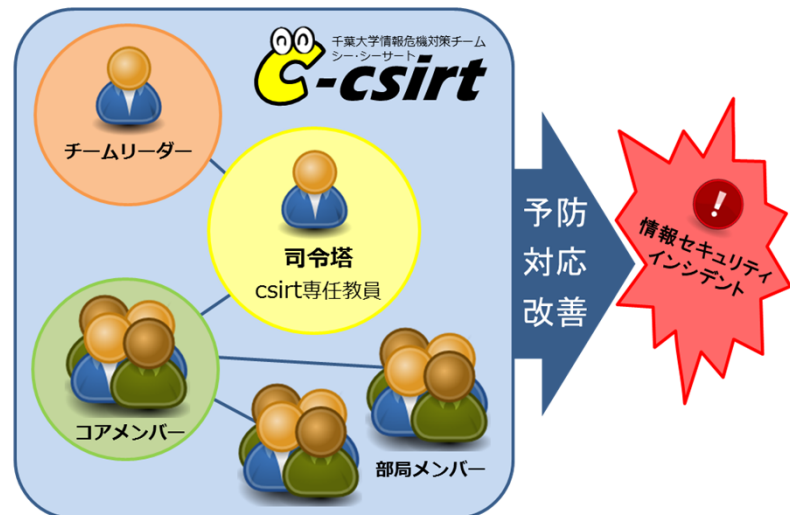 千葉大学情報危機対策チーム
シー・シーサート
C-csirt
チームリーダー
司令塔
csirt専任教員
コアメンバー
部局メンバー
予防
対応
改善
!
情報セキュリティ
インシデント